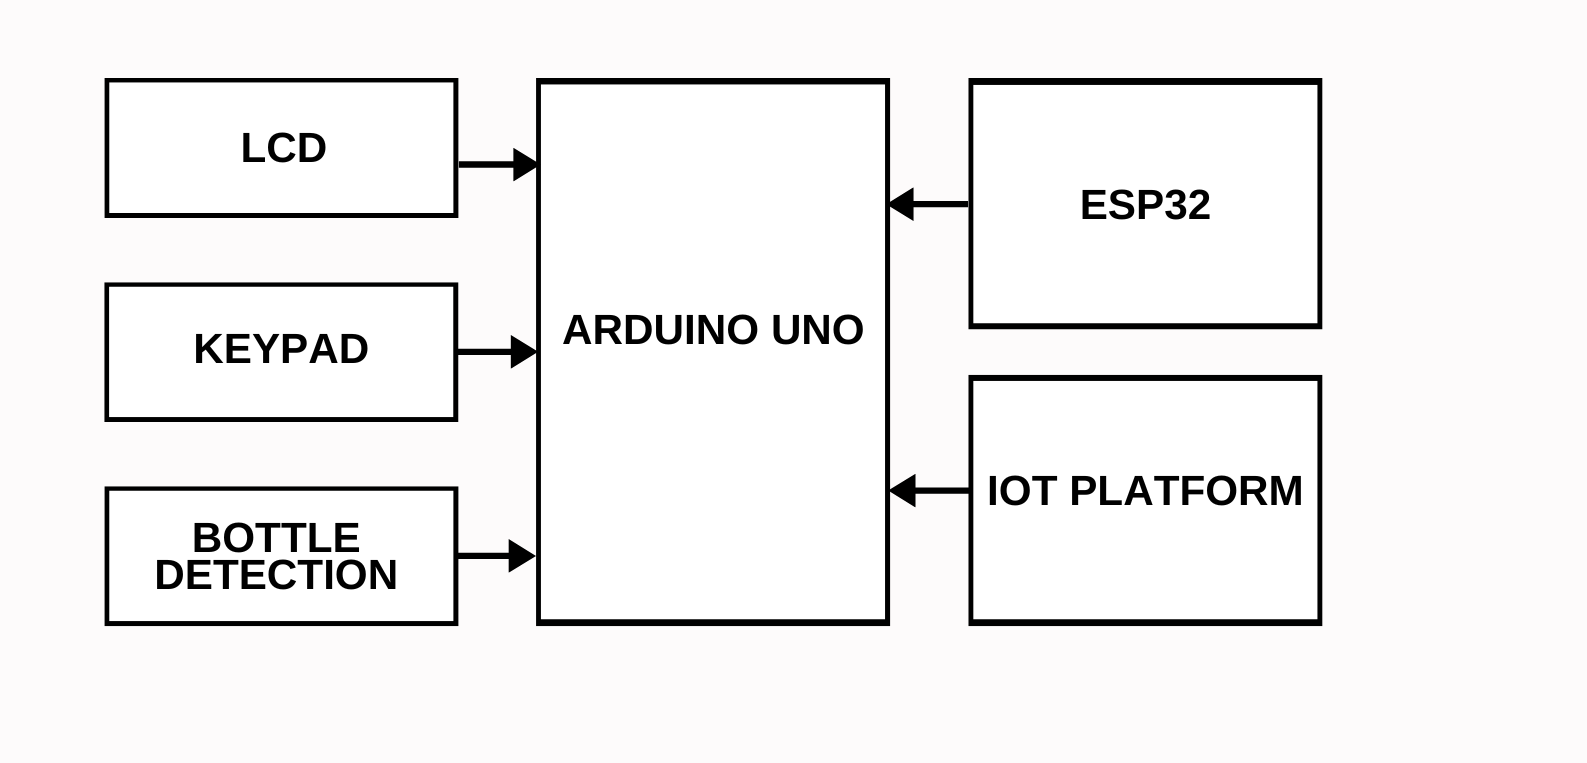 LCD
KEYPAD
BOTTLE
DETECTION
ARDUINO UNO
ESP32
IOT PLATFORM